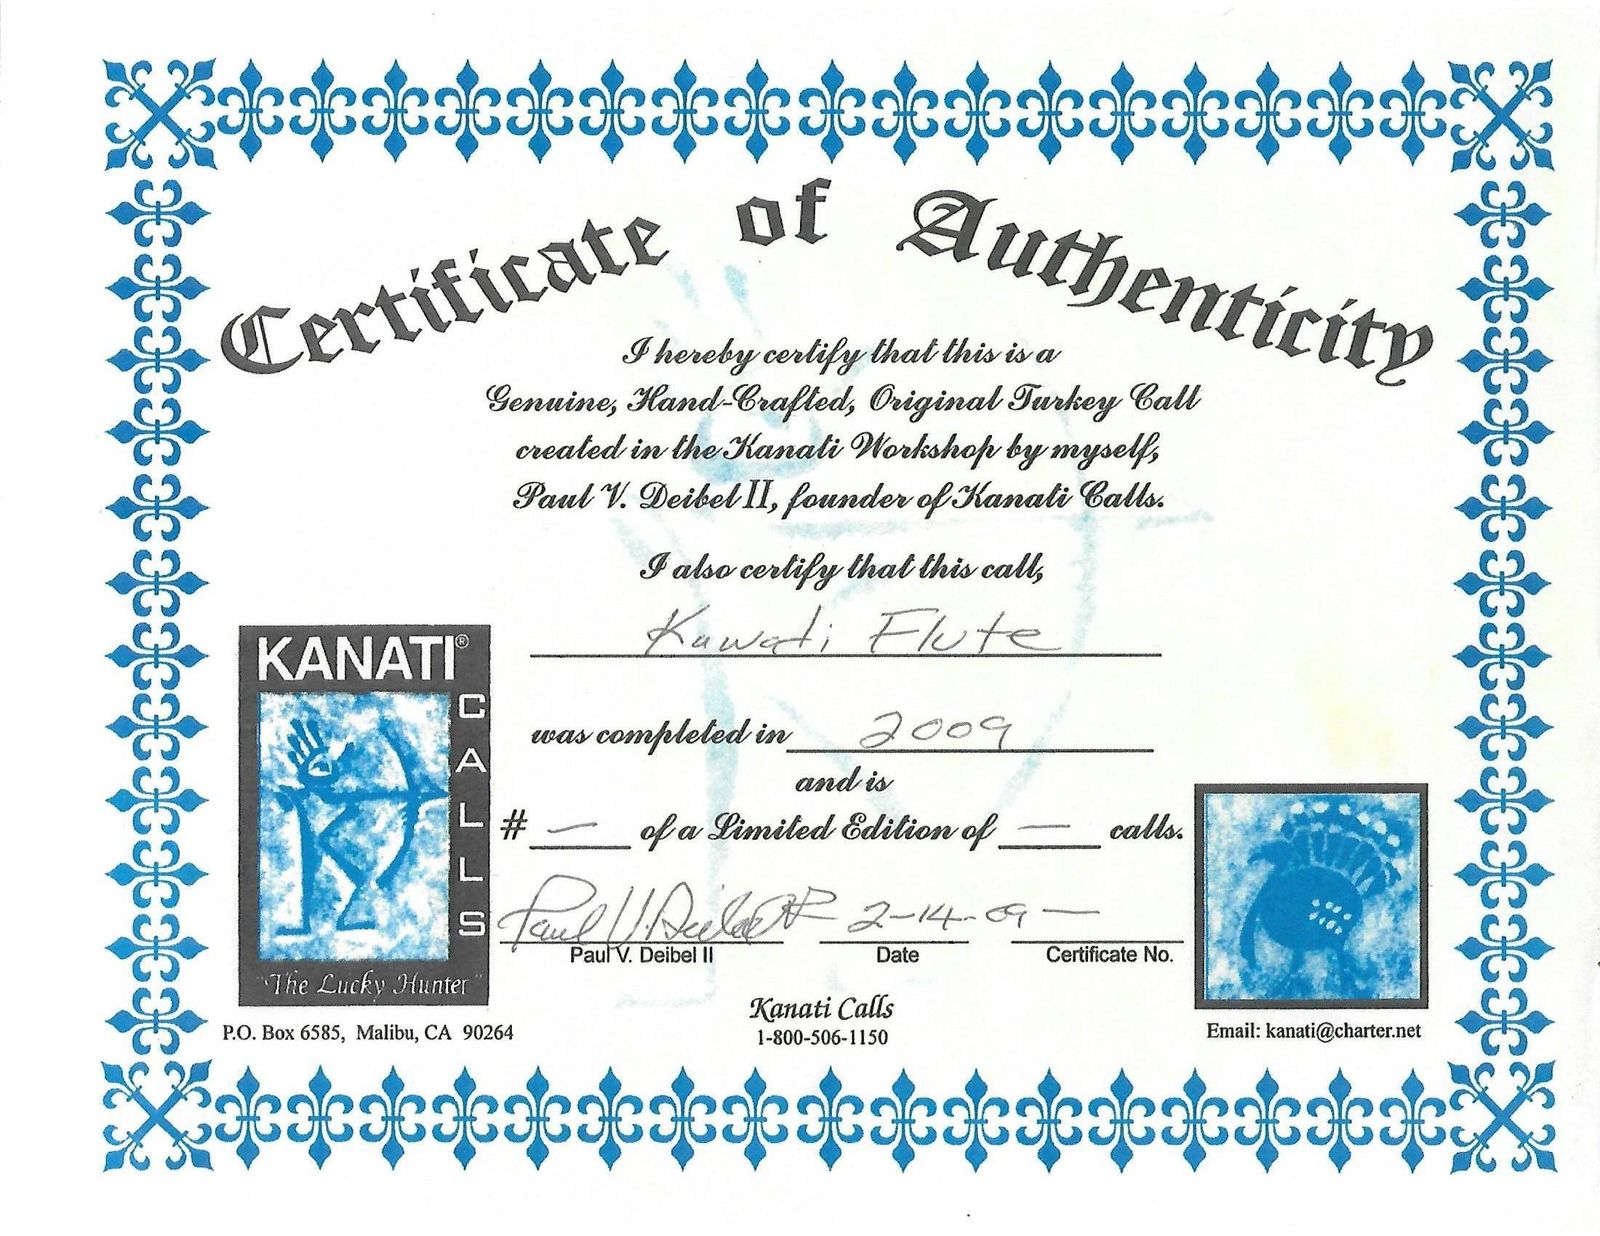 Certificate of Authenticity
I hereby certify that this is a
Genuine, Hand-Crafted, Original Turkey Call
created in the Kanati Workshop by myself,
Paul V. Deibel II, founder of Kanati Calls.
I also certify that this call,
Kanati Flute
was completed in 2009
and is
# — of a Limited Edition of — calls.
KANATI®
CALLS
"The Lucky Hunter"
Paul V. Deibel II 2-14-09 —
Paul V. Deibel II Date Certificate No.
P.O. Box 6585, Malibu, CA 90264
Kanati Calls
1-800-506-1150
Email: kanati@charter.net